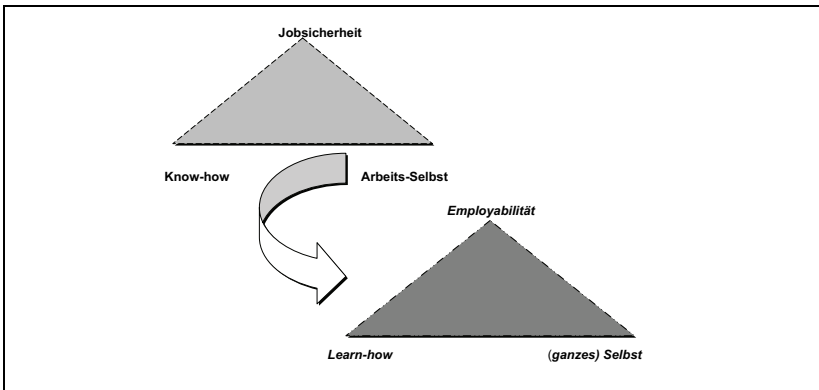 Jobsicherheit
Know-how Arbeits-Selbst
Employabilität
Learn-how (ganzes) Selbst